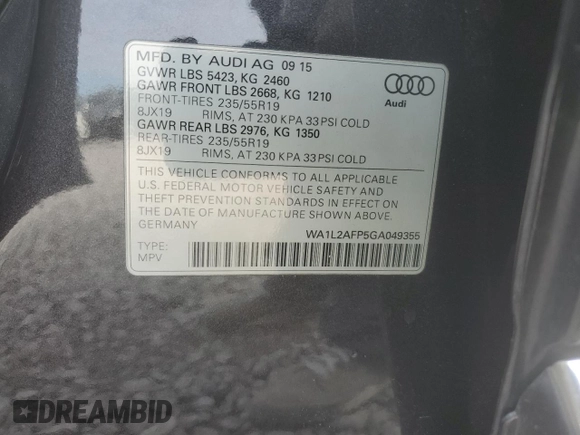 MFD. BY AUDI AG 09 15
GVWR LBS 5423, KG 2460
GAWR FRONT LBS 2668, KG 1210
FRONT-TIRES 235/55R19
8JX19 RIMS, AT 230 KPA 33 PSI COLD
GAWR REAR LBS 2976, KG 1350
REAR-TIRES 235/55R19
8JX19 RIMS, AT 230 KPA 33 PSI COLD
Audi
THIS VEHICLE CONFORMS TO ALL APPLICABLE
U.S. FEDERAL MOTOR VEHICLE SAFETY AND
THEFT PREVENTION STANDARDS IN EFFECT ON
THE DATE OF MANUFACTURE SHOWN ABOVE.
GERMANY
WA1L2AFP5GA049355
TYPE:
MPV
DREAMBID